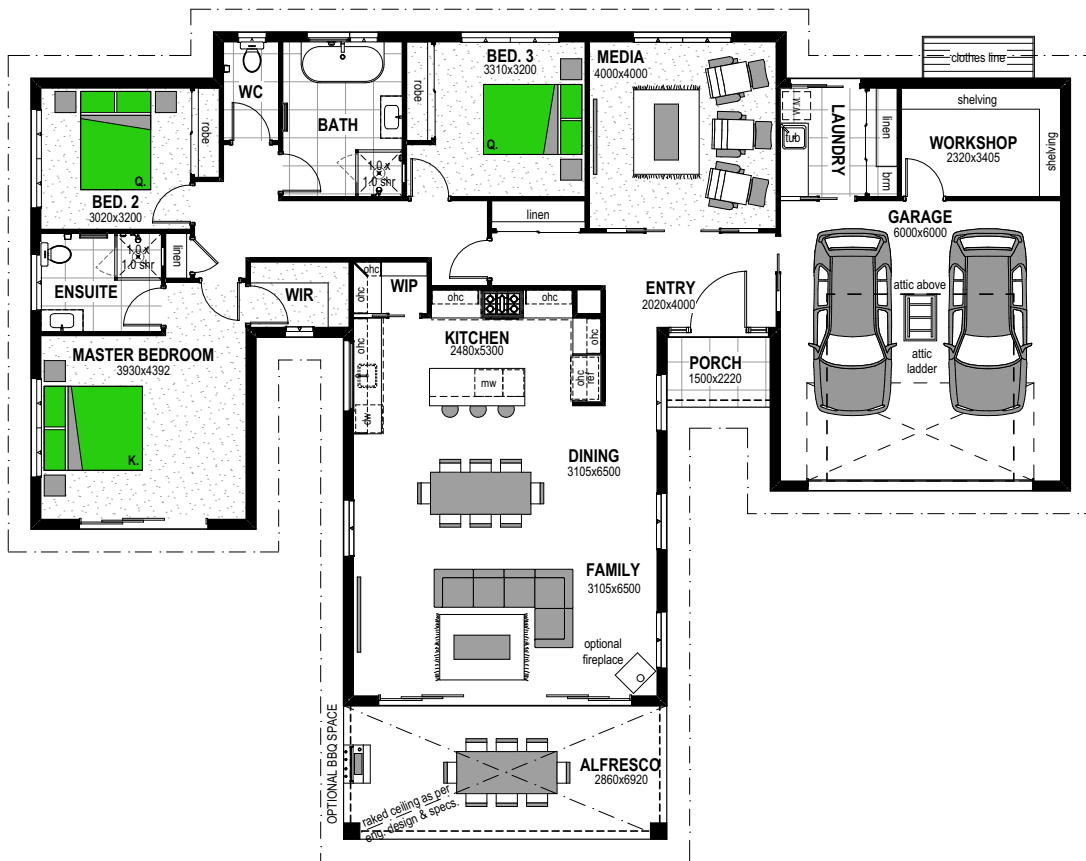 clothes line
BED. 3
3310x3200
MEDIA
4000x4000
WC
robe
BATH
W.M.
tub
LAUNDRY
linen
brm
shelving
WORKSHOP
2320x3405
shelving
robe
Q.
BED. 2
3020x3200
Q.
1.0 x
1.0 shr
linen
GARAGE
6000x6000
1.0 x
1.0 shr
linen
ENSUITE
WIR
ohc
ohc
WIP
ohc
ohc
ENTRY
2020x4000
attic above
attic
ladder
MASTER BEDROOM
3930x4392
KITCHEN
2480x5300
ohc
ohc
ohc
ref
mw
dw
PORCH
1500x2220
K.
DINING
3105x6500
FAMILY
3105x6500
optional
fireplace
OPTIONAL BBQ SPACE
ALFRESCO
2860x6920
raked ceiling as per
eng. design & specs.